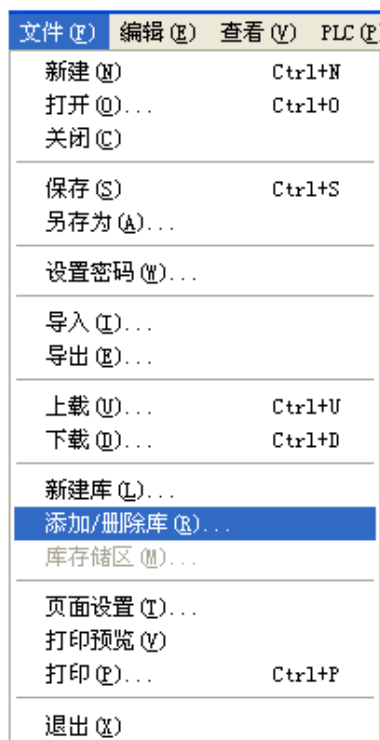 文件(F) 编辑(E) 查看(V) PLC(P)
新建(N) Ctrl+N
打开(O)... Ctrl+O
关闭(C)
保存(S) Ctrl+S
另存为(A)...
设置密码(W)...
导入(I)...
导出(E)...
上载(U)... Ctrl+U
下载(D)... Ctrl+D
新建库(L)...
添加/删除库(R)...
库存储区(M)...
页面设置(T)...
打印预览(V)
打印(P)... Ctrl+P
退出(X)